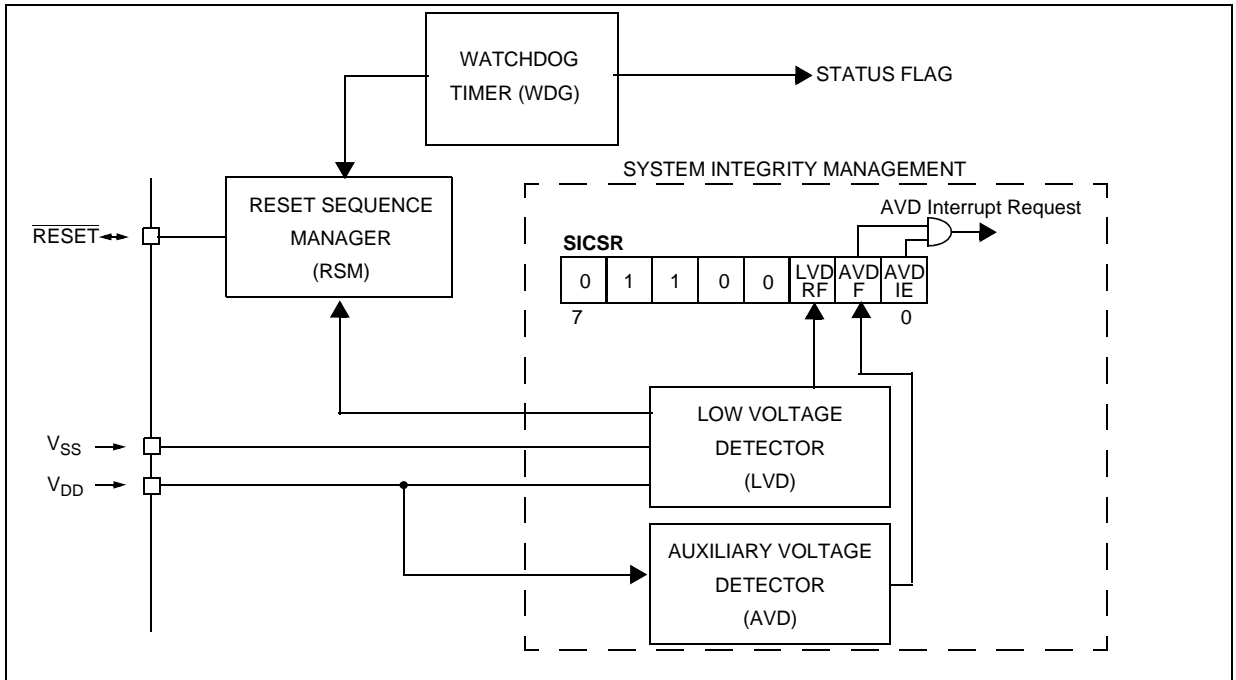 WATCHDOG
TIMER (WDG)
STATUS FLAG
SYSTEM INTEGRITY MANAGEMENT
RESET SEQUENCE
MANAGER
(RSM)
AVD Interrupt Request
RESET
SICSR
0 1 1 0 0 LVD RF AVD F AVD IE
7 0
LOW VOLTAGE
DETECTOR
(LVD)
VSS
VDD
AUXILIARY VOLTAGE
DETECTOR
(AVD)